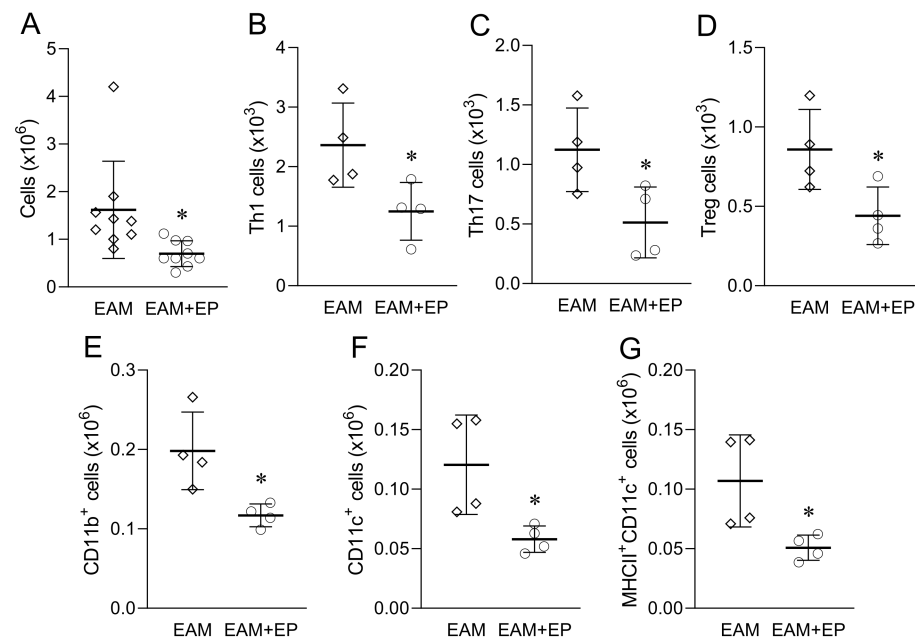 A
Cells (x10⁶)
5
4
3
2
1
0
*
EAM EAM+EP
B
Th1 cells (x10³)
4
3
2
1
0
*
EAM EAM+EP
C
Th17 cells (x10³)
2.0
1.5
1.0
0.5
0.0
*
EAM EAM+EP
D
Treg cells (x10³)
1.5
1.0
0.5
0.0
*
EAM EAM+EP
E
CD11b⁺ cells (x10⁶)
0.3
0.2
0.1
0.0
*
EAM EAM+EP
F
CD11c⁺ cells (x10⁶)
0.20
0.15
0.10
0.05
0.00
*
EAM EAM+EP
G
MHCII⁺CD11c⁺ cells (x10⁶)
0.20
0.15
0.10
0.05
0.00
*
EAM EAM+EP